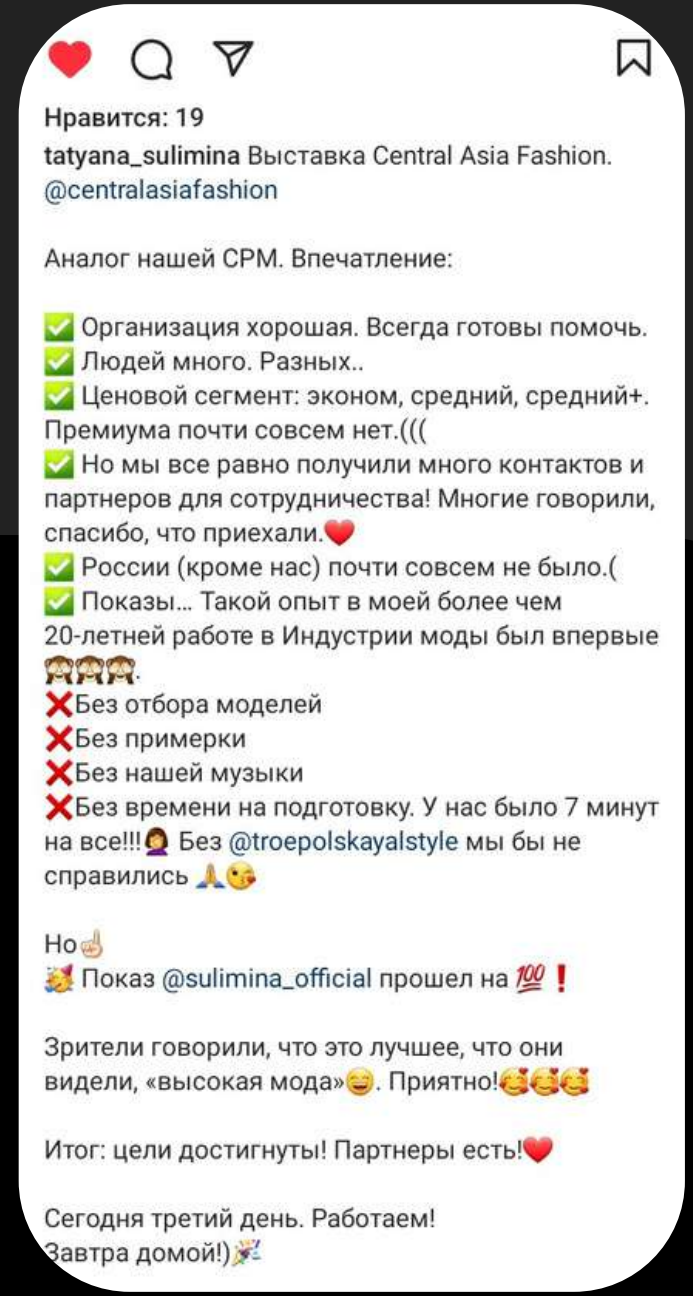 Нравится: 19
tatyana_sulimina Выставка Central Asia Fashion.
@centralasiafashion
Аналог нашей CPM. Впечатление:
✅ Организация хорошая. Всегда готовы помочь.
✅ Людей много. Разных..
✅ Ценовой сегмент: эконом, средний, средний+.
Премиума почти совсем нет.(((
✅ Но мы все равно получили много контактов и
партнеров для сотрудничества! Многие говорили,
спасибо, что приехали.❤️
✅ России (кроме нас) почти совсем не было.(
✅ Показы... Такой опыт в моей более чем
20-летней работе в Индустрии моды был впервые
🙈🙈🙈.
❌Без отбора моделей
❌Без примерки
❌Без нашей музыки
❌Без времени на подготовку. У нас было 7 минут
на все!!!🤦‍♀️ Без @troepolskayalstyle мы бы не
справились 🙏😘
Но☝🏻
🥳 Показ @sulimina_official прошел на 💯❗
Зрители говорили, что это лучшее, что они
видели, «высокая мода»😄. Приятно!🥰🥰🥰
Итог: цели достигнуты! Партнеры есть!❤️
Сегодня третий день. Работаем!
Завтра домой!)🎉